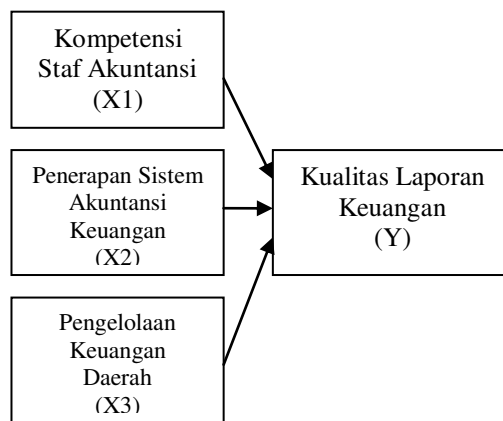 Kompetensi
Staf Akuntansi
(X1)
Penerapan Sistem
Akuntansi
Keuangan
(X2)
Kualitas Laporan
Keuangan
(Y)
Pengelolaan
Keuangan
Daerah
(X3)